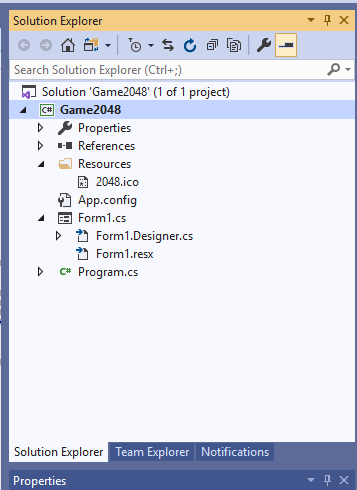 Solution Explorer
Search Solution Explorer (Ctrl+;)
Solution 'Game2048' (1 of 1 project)
C# Game2048
Properties
References
Resources
2048.ico
App.config
Form1.cs
Form1.Designer.cs
Form1.resx
C# Program.cs
Solution Explorer Team Explorer Notifications
Properties